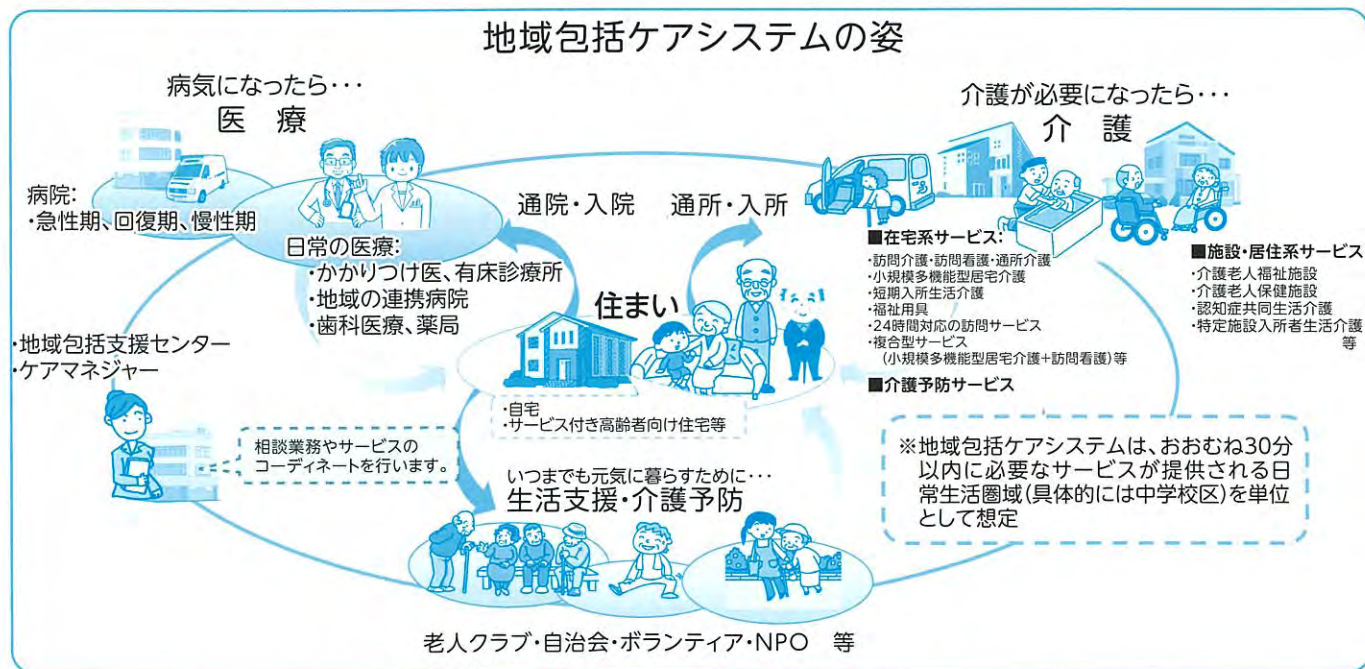 地域包括ケアシステムの姿
病気になったら・・・
医 療
病院:
・急性期、回復期、慢性期
日常の医療:
・かかりつけ医、有床診療所
・地域の連携病院
・歯科医療、薬局
通院・入院
通所・入所
介護が必要になったら・・・
介 護
■在宅系サービス:
・訪問介護・訪問看護・通所介護
・小規模多機能型居宅介護
・短期入所生活介護
・福祉用具
・24時間対応の訪問サービス
・複合型サービス
(小規模多機能型居宅介護+訪問看護)等
■介護予防サービス
■施設・居住系サービス
・介護老人福祉施設
・介護老人保健施設
・認知症共同生活介護
・特定施設入所者生活介護
等
住まい
・自宅
・サービス付き高齢者向け住宅等
・地域包括支援センター
・ケアマネジャー
相談業務やサービスの
コーディネートを行います。
いつまでも元気に暮らすために・・・
生活支援・介護予防
老人クラブ・自治会・ボランティア・NPO 等
※地域包括ケアシステムは、おおむね30分
以内に必要なサービスが提供される日
常生活圏域(具体的には中学校区)を単位
として想定